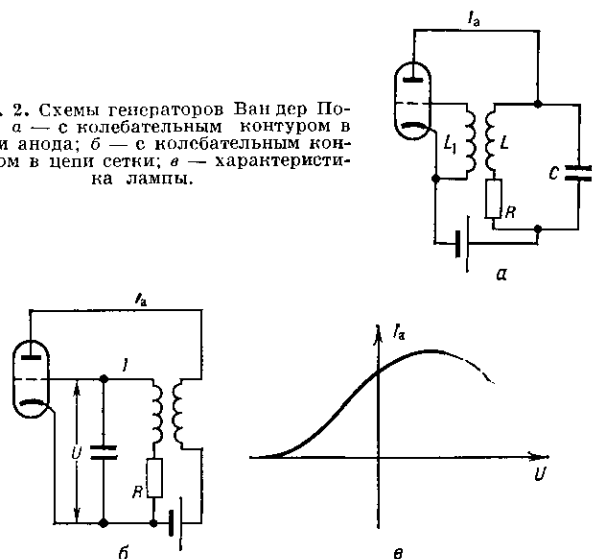 . 2. Схемы генераторов Ван дер По-
а — с колебательным контуром в
и анода; б — с колебательным кон-
ом в цепи сетки; в — характеристи-
ка лампы.
Iа
L1 L
C
R
а
Iа
I
U
R
б
Iа
U
в